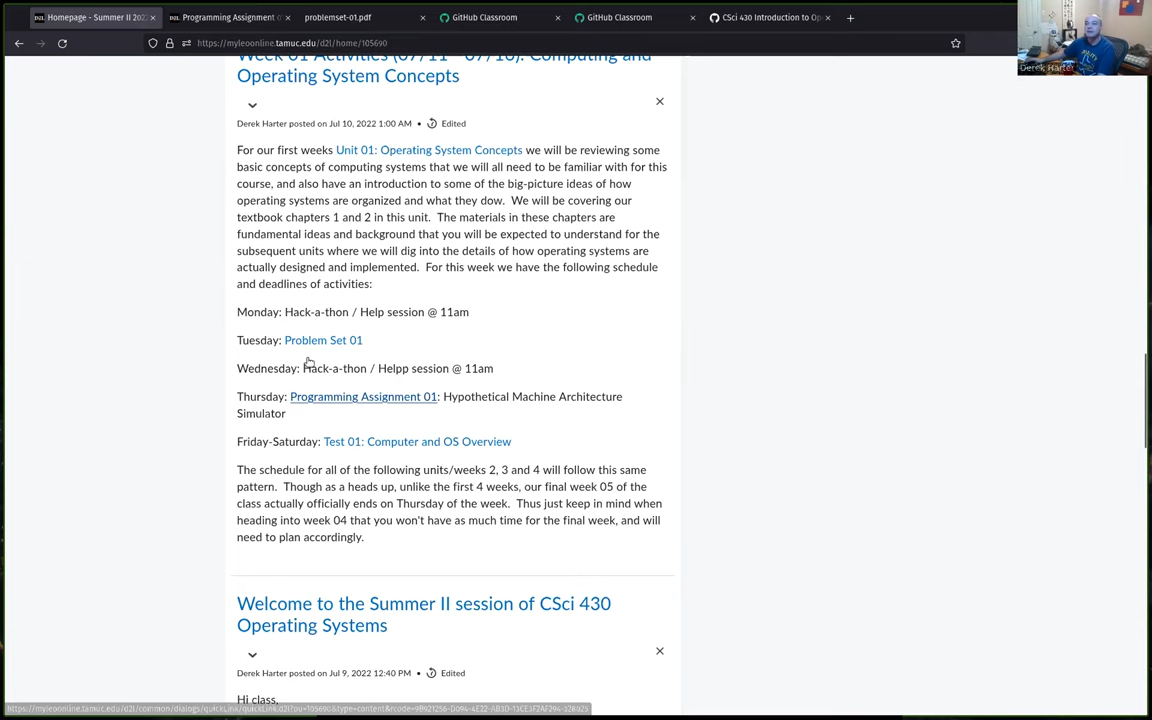 Homepage - Summer II 202
Programming Assignment 0
problemset-01.pdf
GitHub Classroom
GitHub Classroom
CSci 430 Introduction to Op
https://myleoonline.tamuc.edu/d2l/home/105690
Derek Harter
Week 01 Activities (07/11 - 07/16): Computing and
Operating System Concepts
Derek Harter posted on Jul 10, 2022 1:00 AM • Edited
For our first weeks Unit 01: Operating System Concepts we will be reviewing some
basic concepts of computing systems that we will all need to be familiar with for this
course, and also have an introduction to some of the big-picture ideas of how
operating systems are organized and what they dow. We will be covering our
textbook chapters 1 and 2 in this unit. The materials in these chapters are
fundamental ideas and background that you will be expected to understand for the
subsequent units where we will dig into the details of how operating systems are
actually designed and implemented. For this week we have the following schedule
and deadlines of activities:
Monday: Hack-a-thon / Help session @ 11am
Tuesday: Problem Set 01
Wednesday: Hack-a-thon / Helpp session @ 11am
Thursday: Programming Assignment 01: Hypothetical Machine Architecture
Simulator
Friday-Saturday: Test 01: Computer and OS Overview
The schedule for all of the following units/weeks 2, 3 and 4 will follow this same
pattern. Though as a heads up, unlike the first 4 weeks, our final week 05 of the
class actually officially ends on Thursday of the week. Thus just keep in mind when
heading into week 04 that you won't have as much time for the final week, and will
need to plan accordingly.
Welcome to the Summer II session of CSci 430
Operating Systems
Derek Harter posted on Jul 9, 2022 12:40 PM • Edited
Hi class,